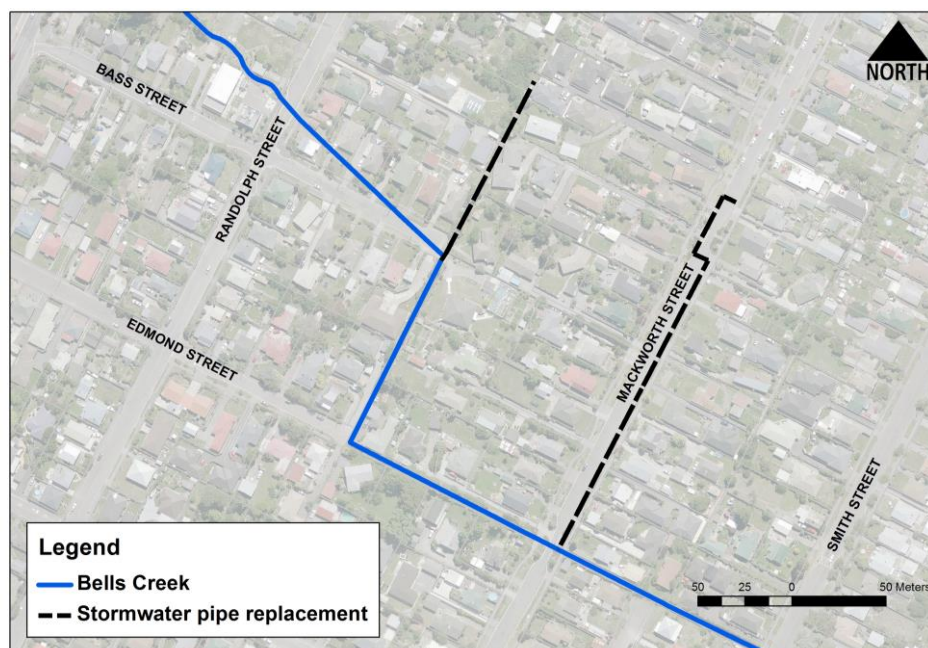 NORTH
BASS STREET
RANDOLPH STREET
EDMOND STREET
MACKWORTH STREET
SMITH STREET
Legend
Bells Creek
Stormwater pipe replacement
50 25 0 50 Meters